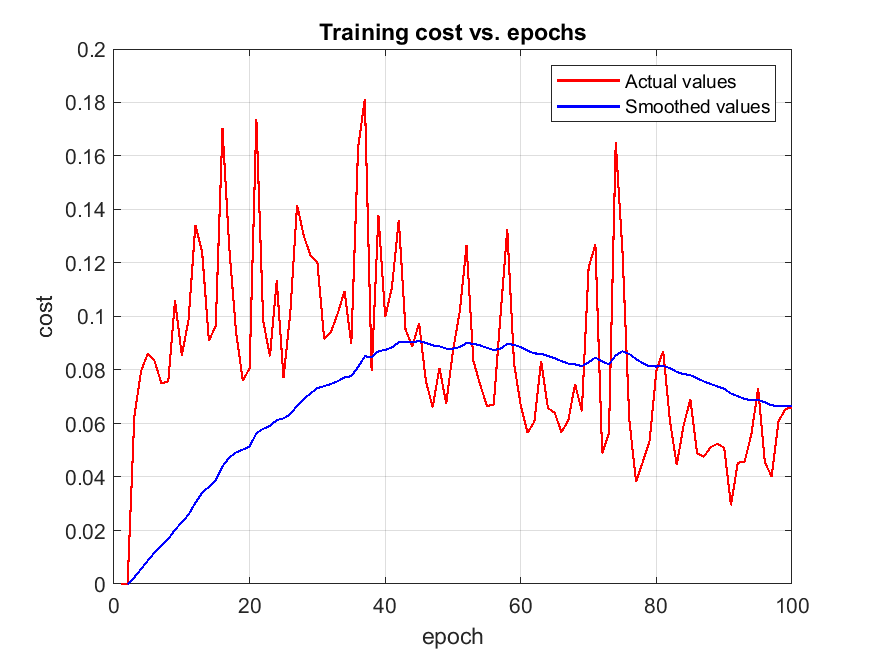 Training cost vs. epochs
0.2
0.18
0.16
0.14
0.12
0.1
0.08
0.06
0.04
0.02
0
cost
Actual values
Smoothed values
0 20 40 60 80 100
epoch